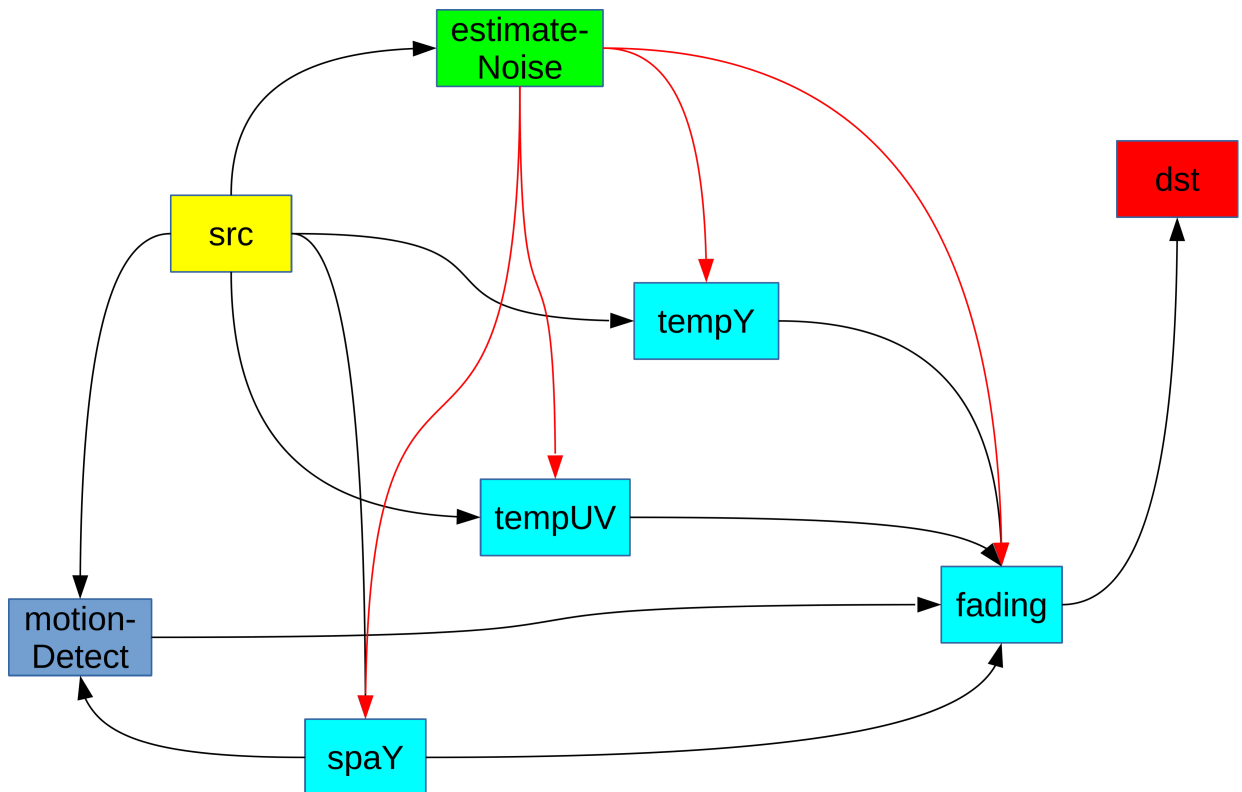 estimate-
Noise
dst
src
tempY
tempUV
fading
motion-
Detect
spaY